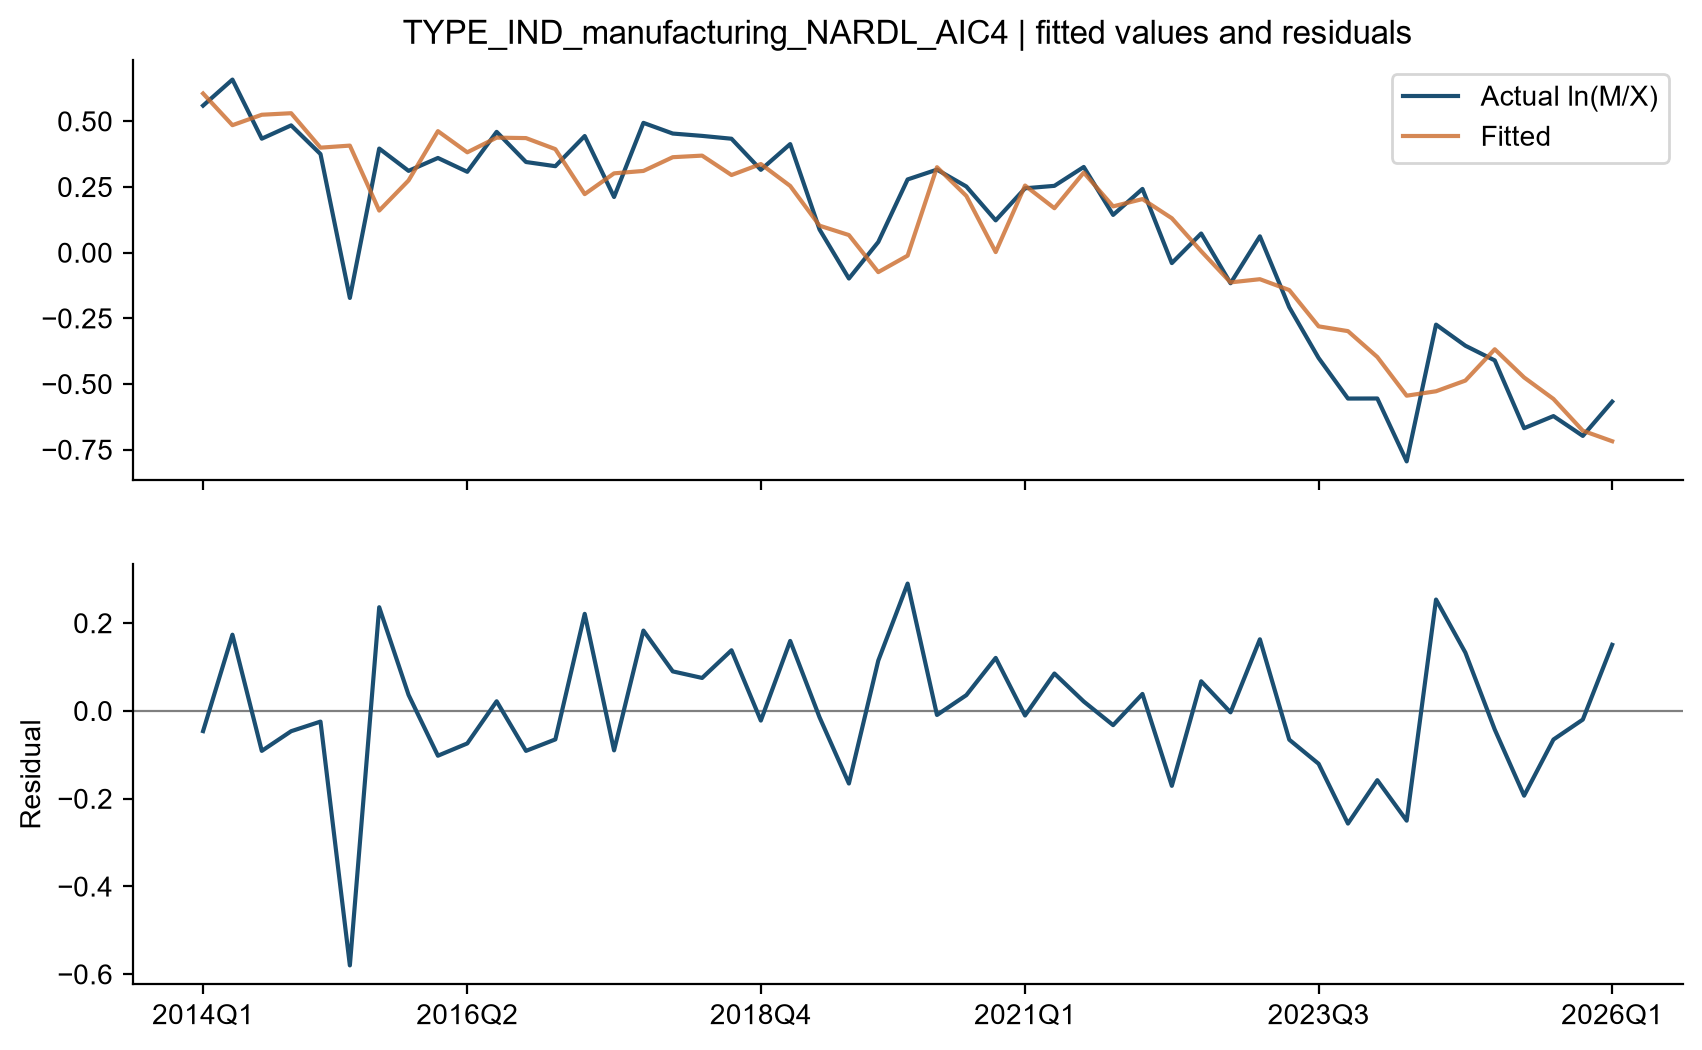 TYPE_IND_manufacturing_NARDL_AIC4 | fitted values and residuals
Actual ln(M/X)
Fitted
0.50
0.25
0.00
−0.25
−0.50
−0.75
Residual
0.2
0.0
−0.2
−0.4
−0.6
2014Q1 2016Q2 2018Q4 2021Q1 2023Q3 2026Q1